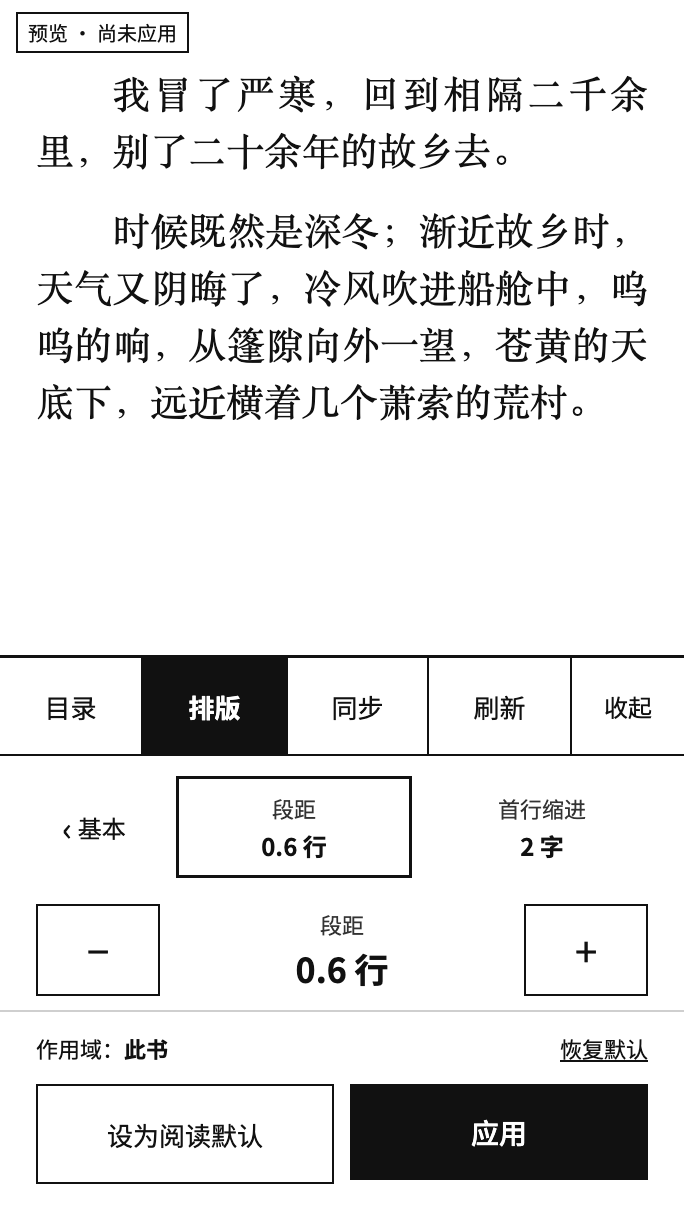 预览 · 尚未应用
我冒了严寒，回到相隔二千余
里，别了二十余年的故乡去。
时候既然是深冬；渐近故乡时，
天气又阴晦了，冷风吹进船舱中，呜
呜的响，从篷隙向外一望，苍黄的天
底下，远近横着几个萧索的荒村。
目录 排版 同步 刷新 收起
‹ 基本 段距 首行缩进
0.6 行 2 字
段距
− 0.6 行 +
作用域：此书 恢复默认
设为阅读默认 应用